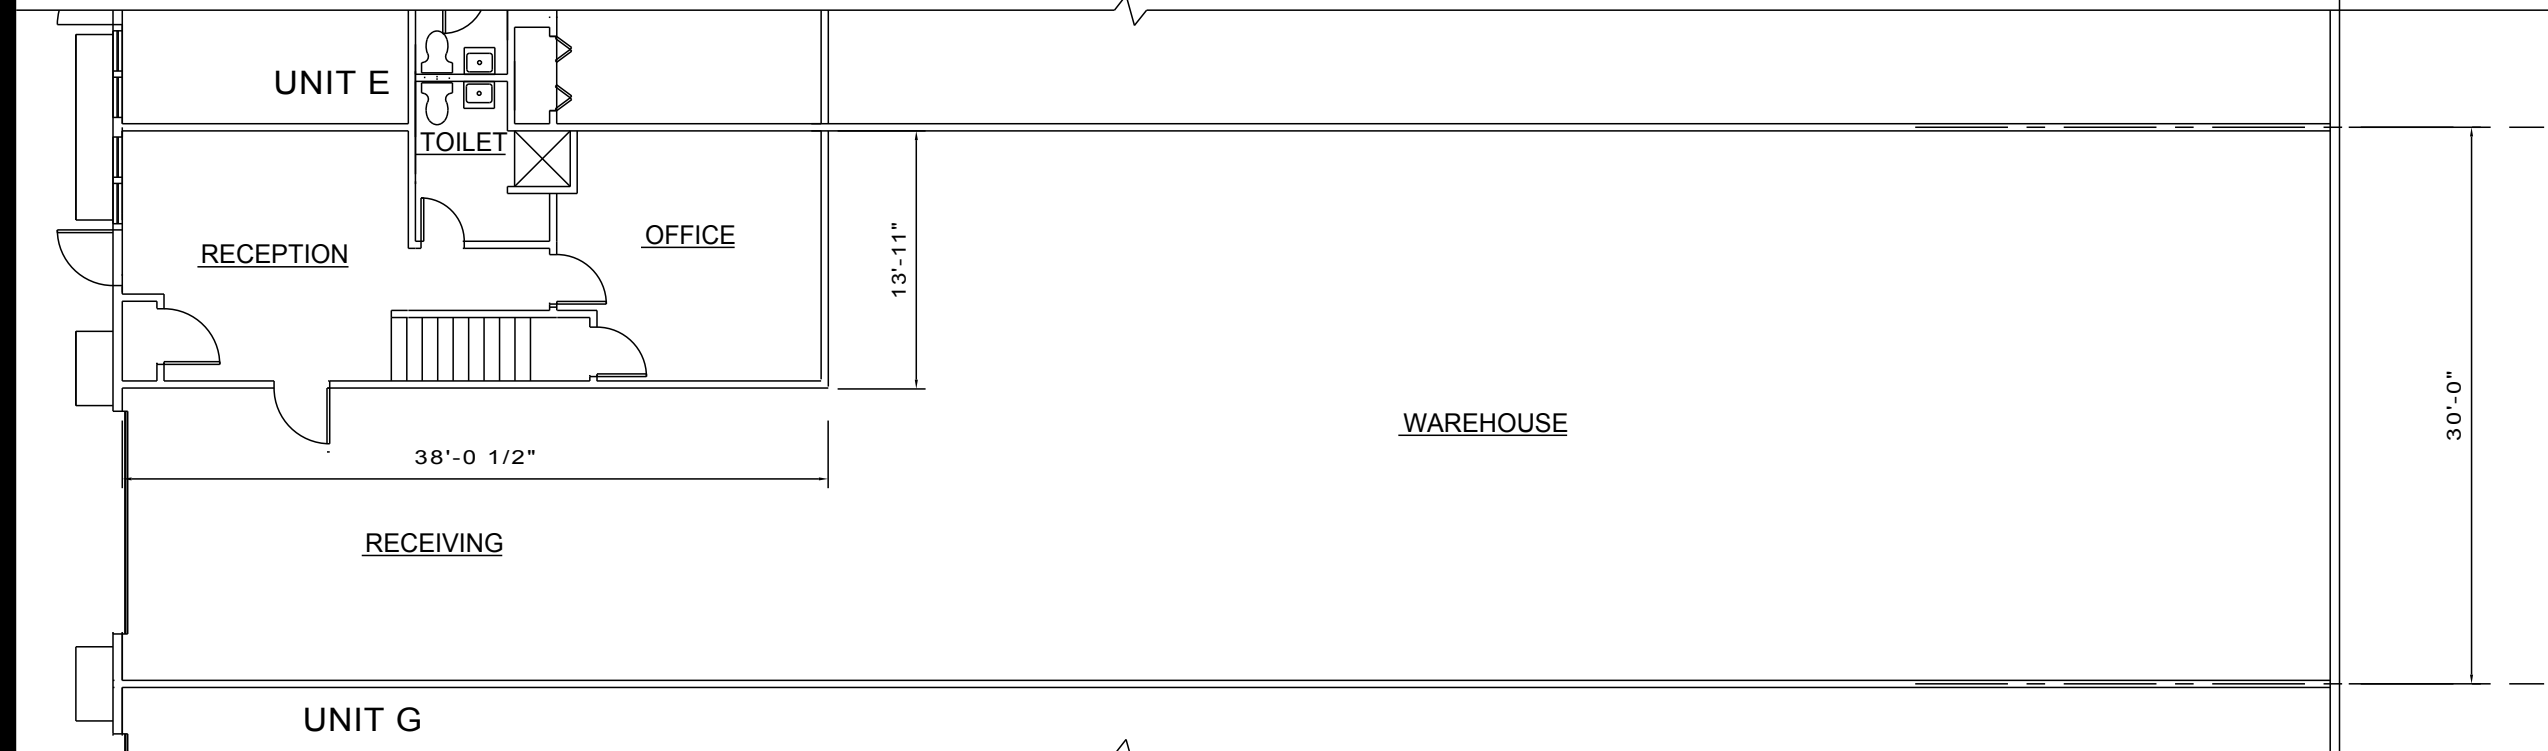 UNIT E
TOILET
OFFICE
RECEPTION
13'-11"
WAREHOUSE
30'-0"
38'-0 1/2"
RECEIVING
UNIT G